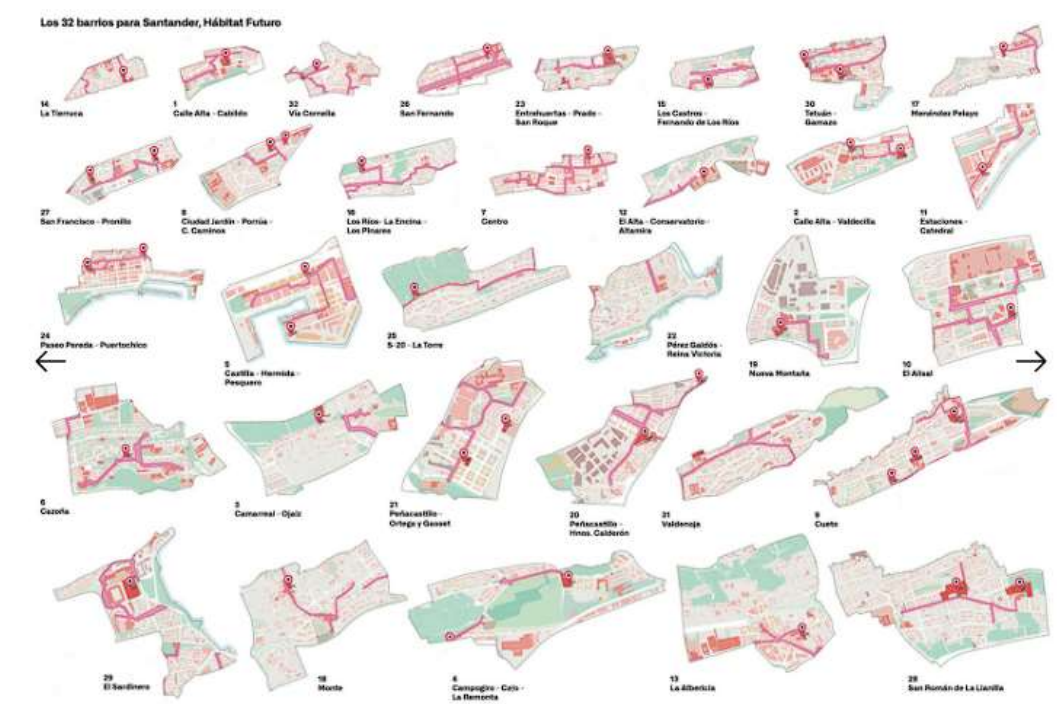 Los 32 barrios para Santander, Hábitat Futuro
14
La Tierruca
1
Calle Alta - Cabildo
32
Vía Cornelia
26
San Fernando
23
Entrehuertas - Prado -
San Roque
15
Los Castros -
Fernando de Los Ríos
30
Tetuán -
Gamazo
17
Menéndez Pelayo
27
San Francisco - Pronillo
8
Ciudad Jardín - Porrúa -
C. Caminos
16
Los Ríos- La Encina -
Los Pinares
7
Centro
12
El Alta - Conservatorio -
Altamira
2
Calle Alta - Valdecilla
11
Estaciones -
Catedral
24
Paseo Pereda - Puertochico
5
Castilla - Hermida -
Pesquero
25
S-20 - La Torre
22
Pérez Galdós -
Reina Victoria
19
Nueva Montaña
10
El Alisal
6
Cazoña
3
Camarreal - Ojaiz
21
Peñacastillo -
Ortega y Gasset
20
Peñacastillo -
Hnos. Calderón
31
Valdenoja
9
Cueto
29
El Sardinero
18
Monte
4
Campogiro - Cajo -
La Remonta
13
La Albericia
28
San Román de La Llanilla